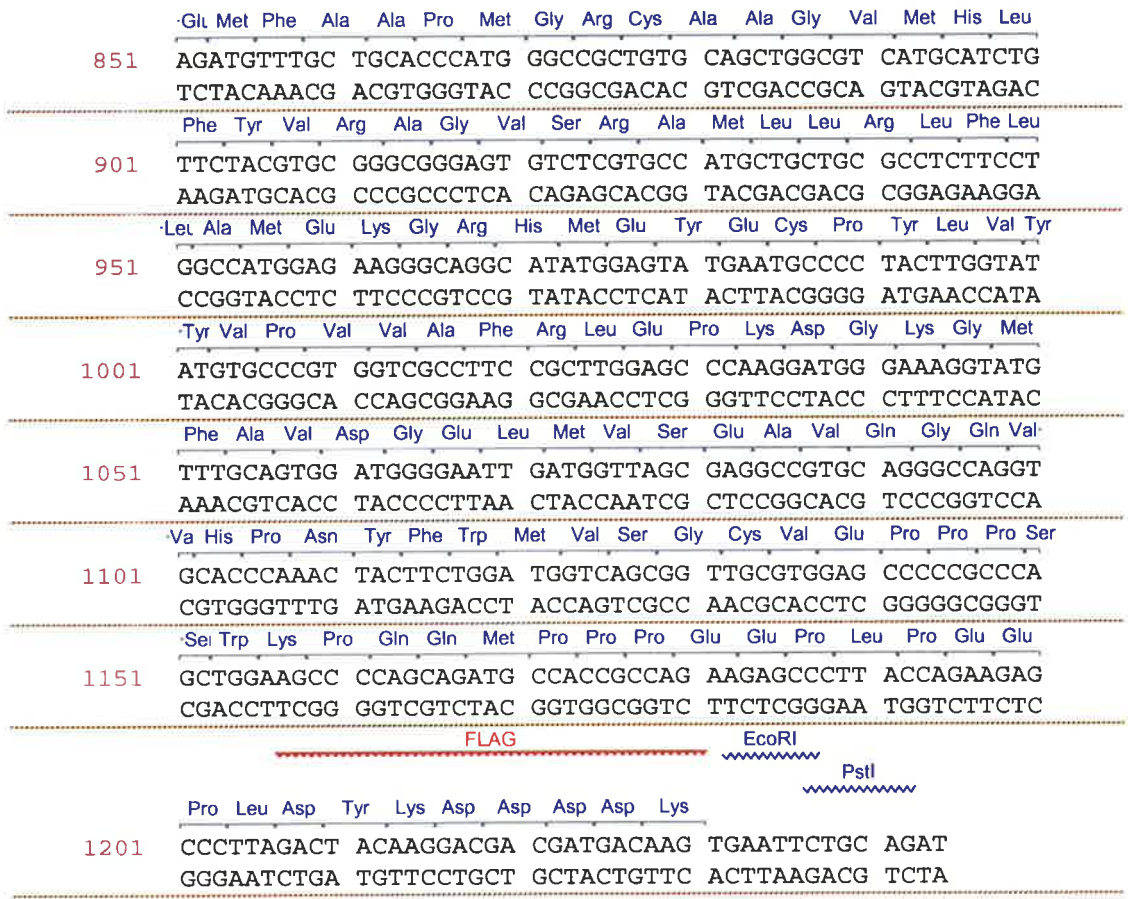 ·Glu Met Phe Ala Ala Pro Met Gly Arg Cys Ala Ala Gly Val Met His Leu
851 AGATGTTTGC TGCACCCATG GGCCGCTGTG CAGCTGGCGT CATGCATCTG
TCTACAAACG ACGTGGGTAC CCGGCGACAC GTCGACCGCA GTACGTAGAC
Phe Tyr Val Arg Ala Gly Val Ser Arg Ala Met Leu Leu Arg Leu Phe Leu
901 TTCTACGTGC GGGCGGGAGT GTCTCGTGCC ATGCTGCTGC GCCTCTTCCT
AAGATGCACG CCCGCCCTCA CAGAGCACGG TACGACGACG CGGAGAAGGA
·Leu Ala Met Glu Lys Gly Arg His Met Glu Tyr Glu Cys Pro Tyr Leu Val Tyr
951 GGCCATGGAG AAGGGCAGGC ATATGGAGTA TGAATGCCCC TACTTGGTAT
CCGGTACCTC TTCCCGTCCG TATACCTCAT ACTTACGGGG ATGAACCATA
·Tyr Val Pro Val Val Ala Phe Arg Leu Glu Pro Lys Asp Gly Lys Gly Met
1001 ATGTGCCCGT GGTCGCCTTC CGCTTGGAGC CCAAGGATGG GAAAGGTATG
TACACGGGCA CCAGCGGAAG GCGAACCTCG GGTTCCTACC CTTTCCATAC
Phe Ala Val Asp Gly Glu Leu Met Val Ser Glu Ala Val Gln Gly Gln Val·
1051 TTTGCAGTGG ATGGGGAATT GATGGTTAGC GAGGCCGTGC AGGGCCAGGT
AAACGTCACC TACCCCTTAA CTACCAATCG CTCCGGCACG TCCCGGTCCA
·Va His Pro Asn Tyr Phe Trp Met Val Ser Gly Cys Val Glu Pro Pro Pro Ser
1101 GCACCCAAAC TACTTCTGGA TGGTCAGCGG TTGCGTGGAG CCCCCGCCCA
CGTGGGTTTG ATGAAGACCT ACCAGTCGCC AACGCACCTC GGGGGCGGGT
·Ser Trp Lys Pro Gln Gln Met Pro Pro Pro Glu Glu Pro Leu Pro Glu Glu
1151 GCTGGAAGCC CCAGCAGATG CCACCGCCAG AAGAGCCCTT ACCAGAAGAG
CGACCTTCGG GGTCGTCTAC GGTGGCGGTC TTCTCGGGAA TGGTCTTCTC
FLAG EcoRI
PstI
Pro Leu Asp Tyr Lys Asp Asp Asp Asp Lys
1201 CCCTTAGACT ACAAGGACGA CGATGACAAG TGAATTCTGC AGAT
GGGAATCTGA TGTTCCTGCT GCTACTGTTC ACTTAAGACG TCTA